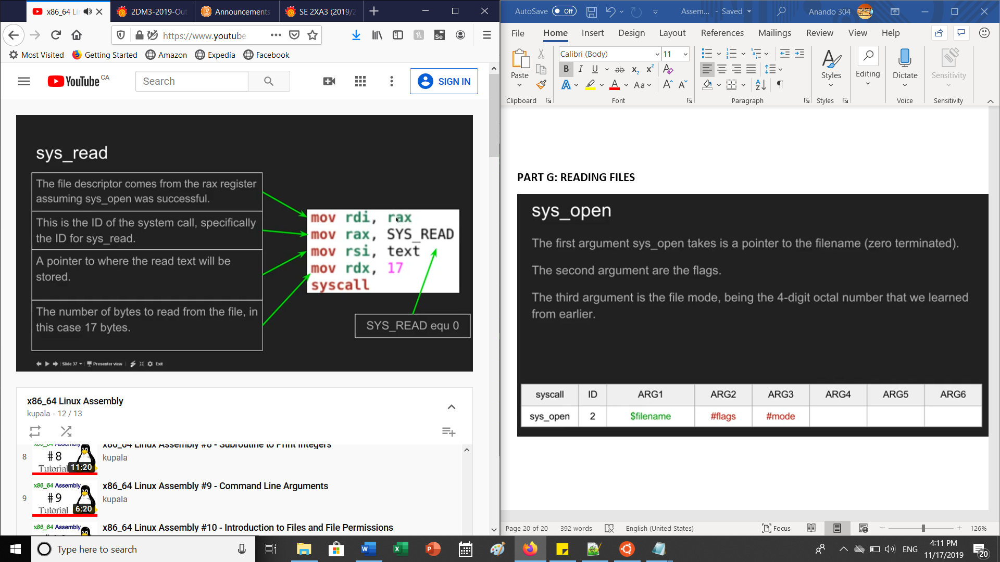 x86_64 Li
2DM3-2019-Out
Announcements
SE 2XA3 (2019/2
https://www.youtube
Most Visited
Getting Started
Amazon
Expedia
Facebook
YouTube CA
Search
SIGN IN
sys_read
The file descriptor comes from the rax register
assuming sys_open was successful.
This is the ID of the system call, specifically
the ID for sys_read.
A pointer to where the read text will be
stored.
The number of bytes to read from the file, in
this case 17 bytes.
mov rdi, rax
mov rax, SYS_READ
mov rsi, text
mov rdx, 17
syscall
SYS_READ equ 0
Slide 37
Presenter view
Exit
x86_64 Linux Assembly
kupala - 12 / 13
8
x86_64 Assembly
#8
Tutorial
11:20
x86_64 Linux Assembly #8 - Subroutine to Print Integers
kupala
9
x86_64 Assembly
#9
Tutorial
6:20
x86_64 Linux Assembly #9 - Command Line Arguments
kupala
x86_64 Assembly
x86_64 Linux Assembly #10 - Introduction to Files and File Permissions
AutoSave Off
Assem... - Saved
Anando 304
File Home Insert Design Layout References Mailings Review View Help
Paste
Clipboard
Calibri (Body) 11
B I U ab x₂ x²
A A Aa A A
Font
Paragraph
Styles
Styles
Editing
Dictate
Voice
Sensitivity
Sensitivity
PART G: READING FILES
sys_open
The first argument sys_open takes is a pointer to the filename (zero terminated).
The second argument are the flags.
The third argument is the file mode, being the 4-digit octal number that we learned
from earlier.
syscall ID ARG1 ARG2 ARG3 ARG4 ARG5 ARG6
sys_open 2 $filename #flags #mode
Page 20 of 20
392 words
English (United States)
Focus
126%
Type here to search
ENG
4:11 PM
11/17/2019
20